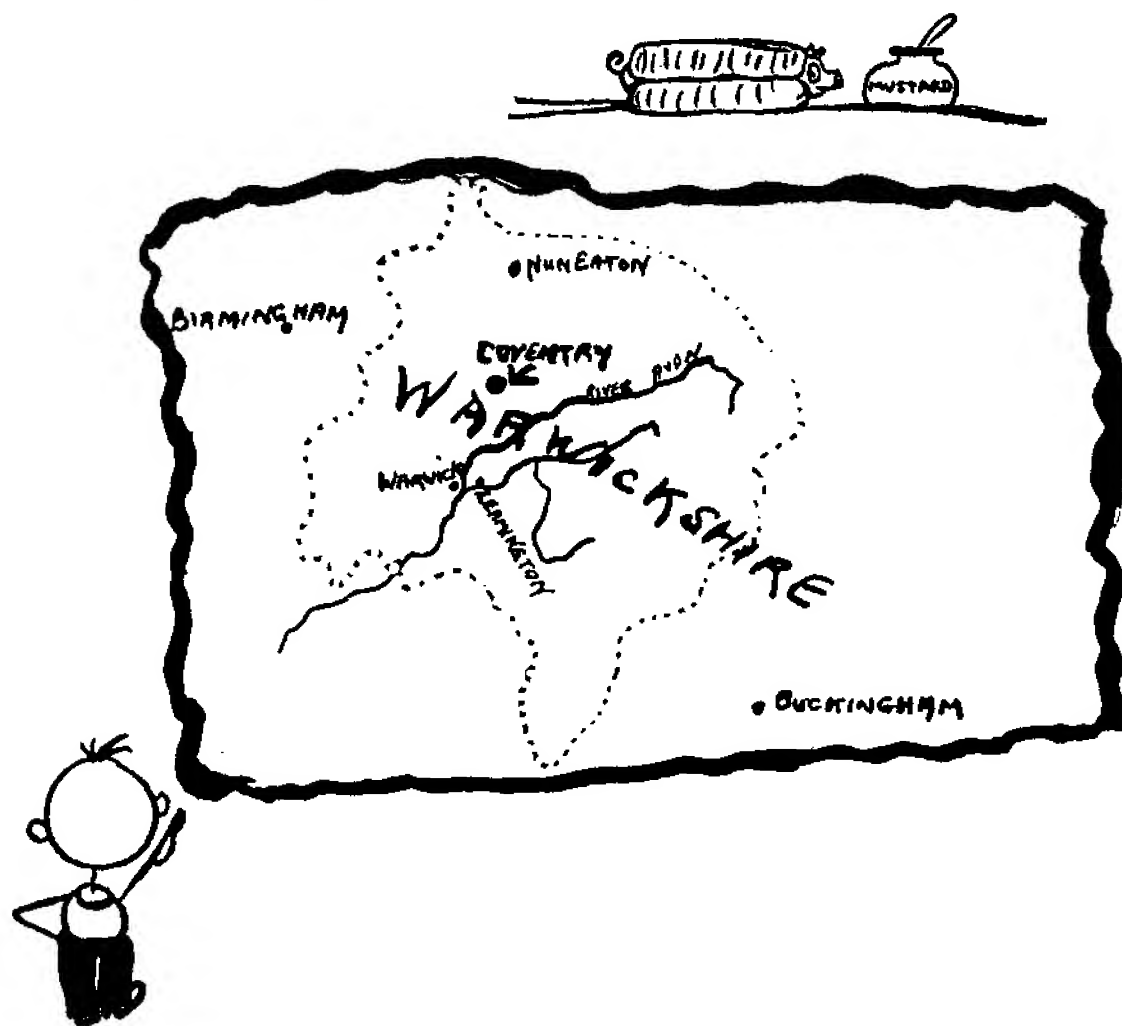 MUSTARD
NUNEATON
BIRMINGHAM
COVENTRY
RIVER AVON
WARWICKSHIRE
WARWICK
LEAMINGTON
BUCKINGHAM